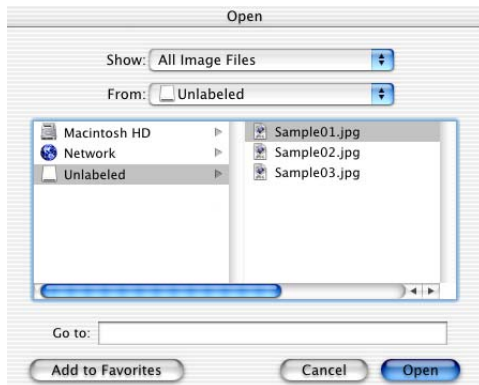 Open
Show: All Image Files
From: Unlabeled
Macintosh HD
Network
Unlabeled
Sample01.jpg
Sample02.jpg
Sample03.jpg
Go to:
Add to Favorites Cancel Open